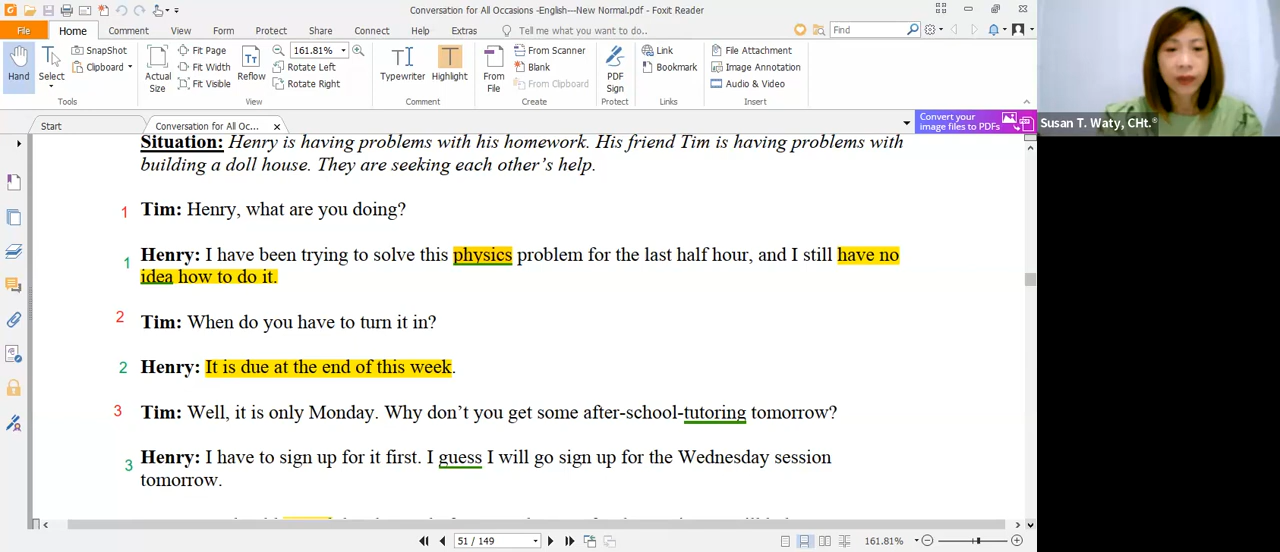 Conversation for All Occasions -English---New Normal.pdf - Foxit Reader
File Home Comment View Form Protect Share Connect Help Extras Tell me what you want to do.. Find
Hand
Select
SnapShot
Clipboard
Actual Size
Fit Page
Fit Width
Fit Visible
Reflow
161.81%
Rotate Left
Rotate Right
Typewriter
Highlight
From File
From Scanner
Blank
From Clipboard
PDF Sign
Link
Bookmark
File Attachment
Image Annotation
Audio & Video
Tools View Comment Create Protect Links Insert
Start Conversation for All Oc...
Convert your
image files to PDFs
Susan T. Waty, CHt.®
Situation: Henry is having problems with his homework. His friend Tim is having problems with
building a doll house. They are seeking each other's help.
1 Tim: Henry, what are you doing?
1 Henry: I have been trying to solve this physics problem for the last half hour, and I still have no
idea how to do it.
2 Tim: When do you have to turn it in?
2 Henry: It is due at the end of this week.
3 Tim: Well, it is only Monday. Why don't you get some after-school-tutoring tomorrow?
3 Henry: I have to sign up for it first. I guess I will go sign up for the Wednesday session
tomorrow.
51 / 149
161.81%